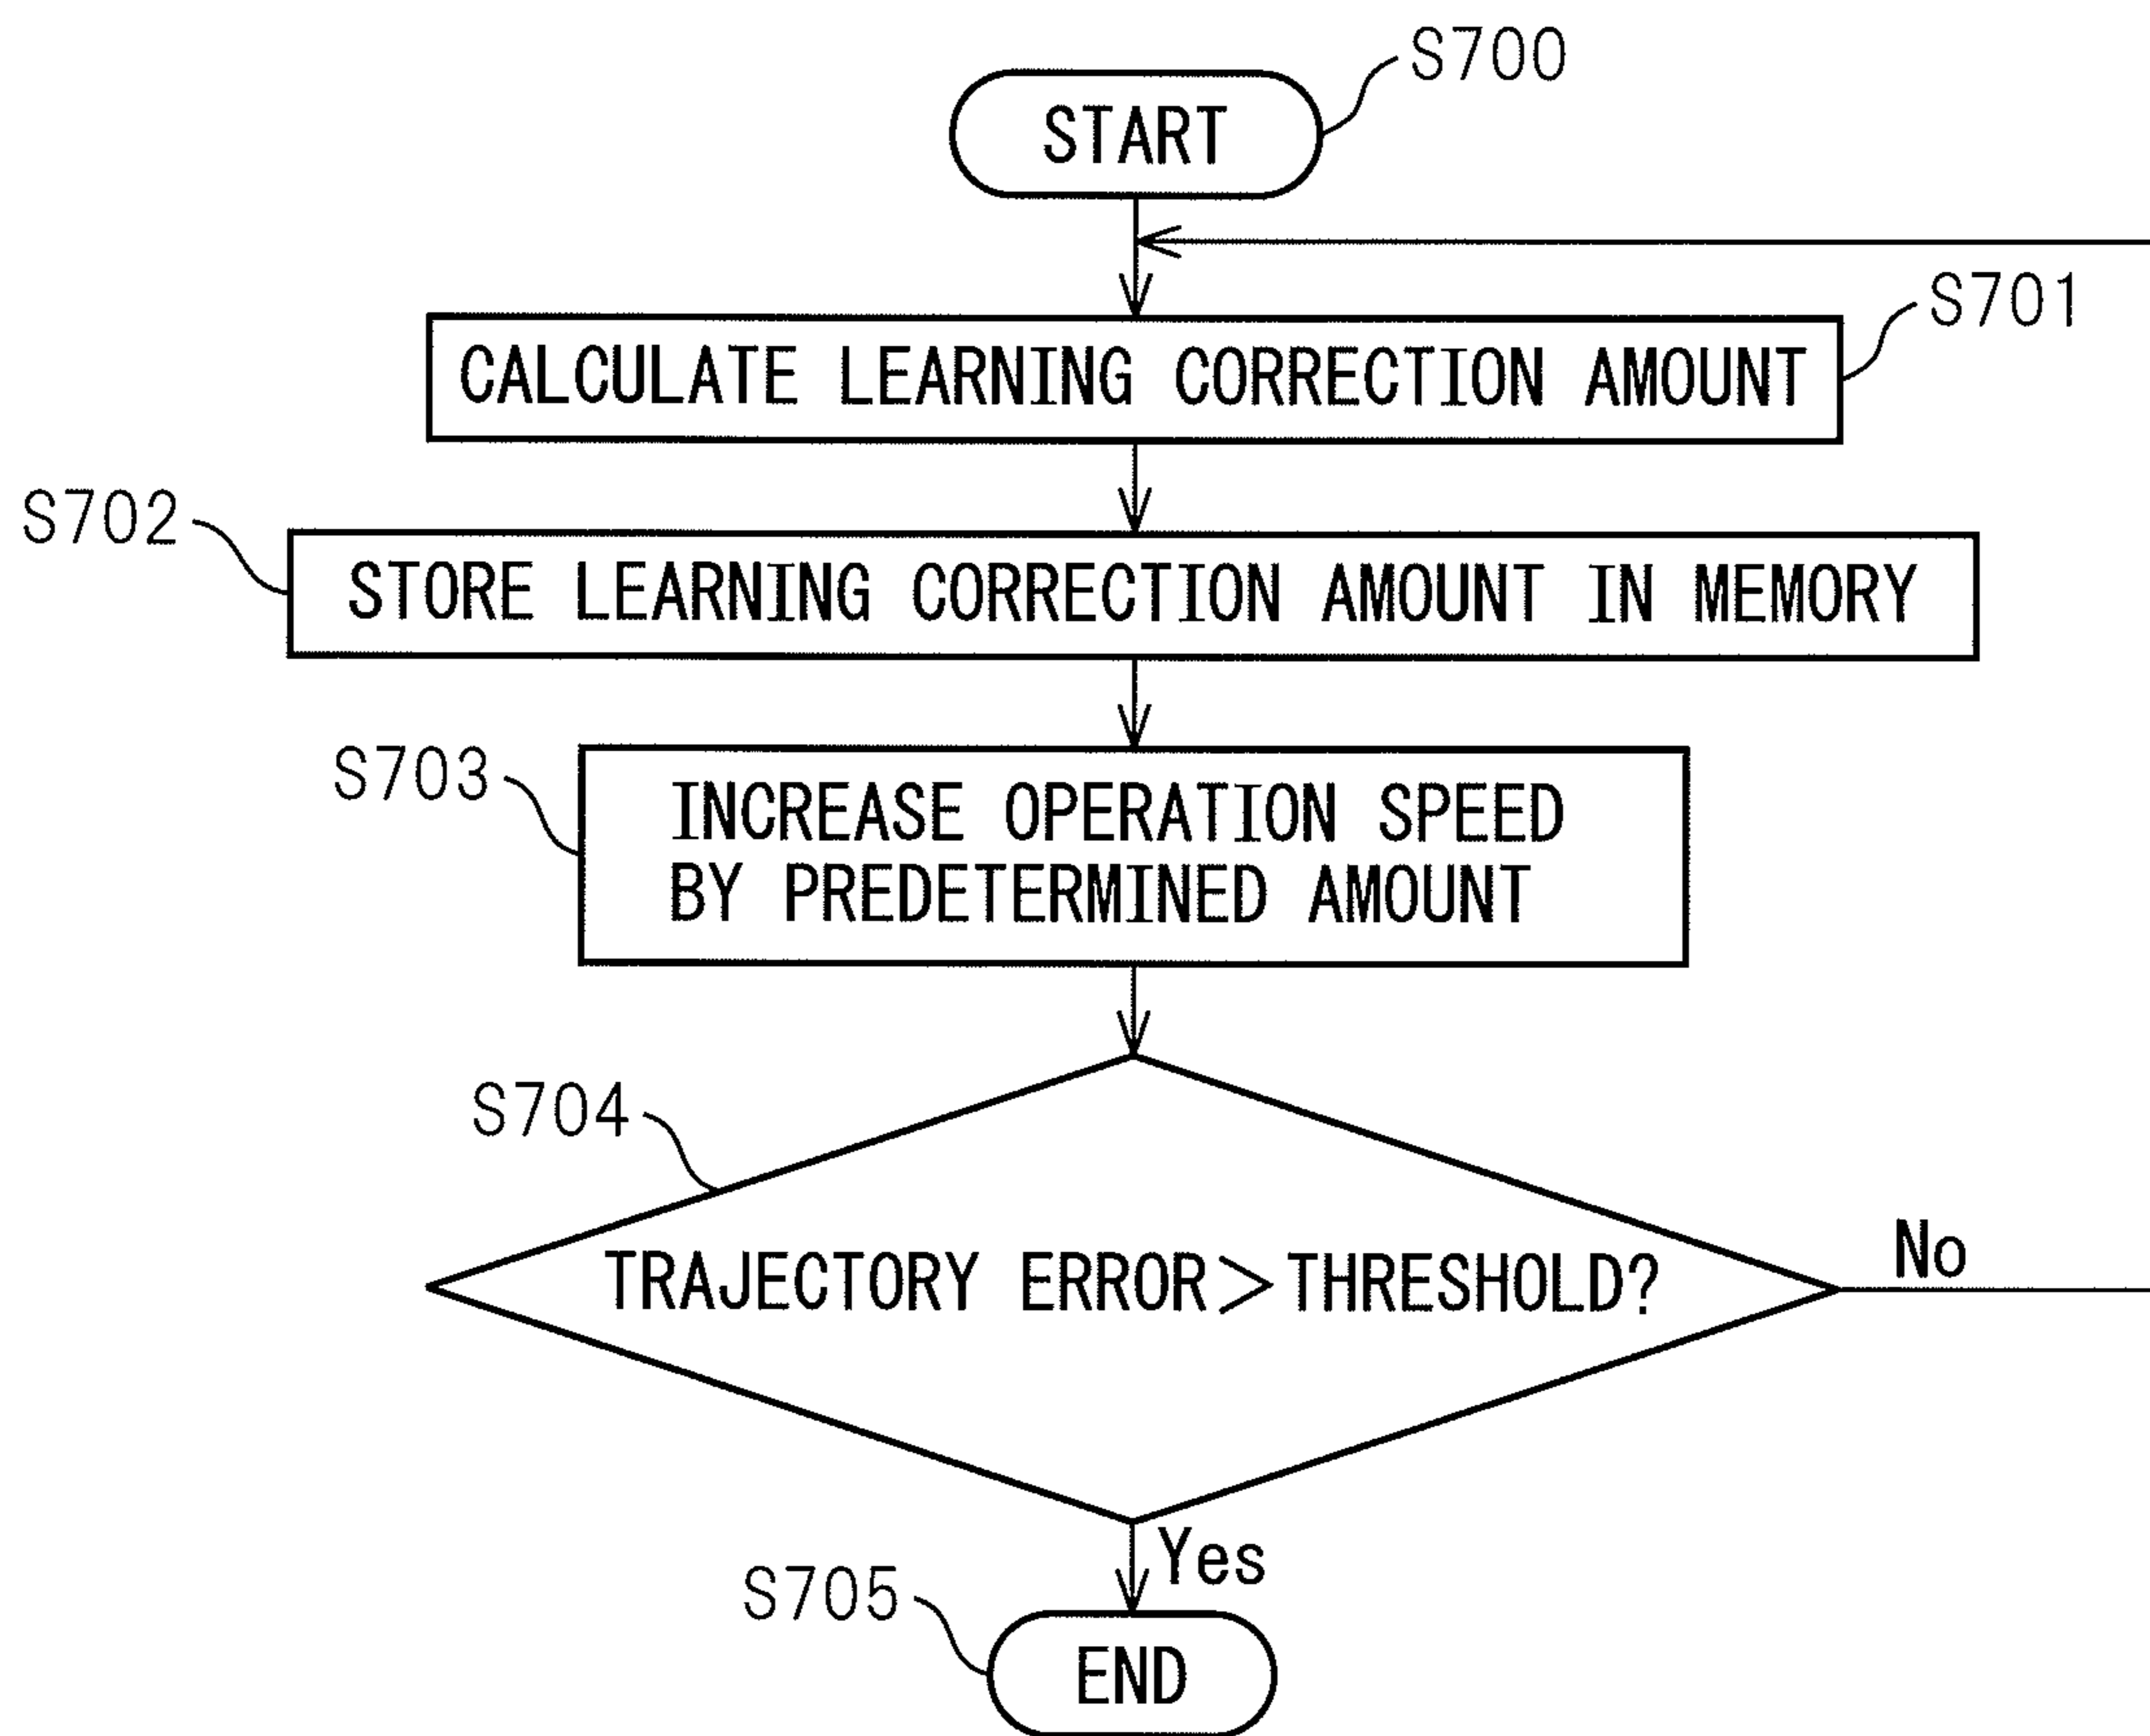 S700
START
S701
CALCULATE LEARNING CORRECTION AMOUNT
S702
STORE LEARNING CORRECTION AMOUNT IN MEMORY
S703
INCREASE OPERATION SPEED
BY PREDETERMINED AMOUNT
S704
TRAJECTORY ERROR>THRESHOLD?
No
Yes
S705
END